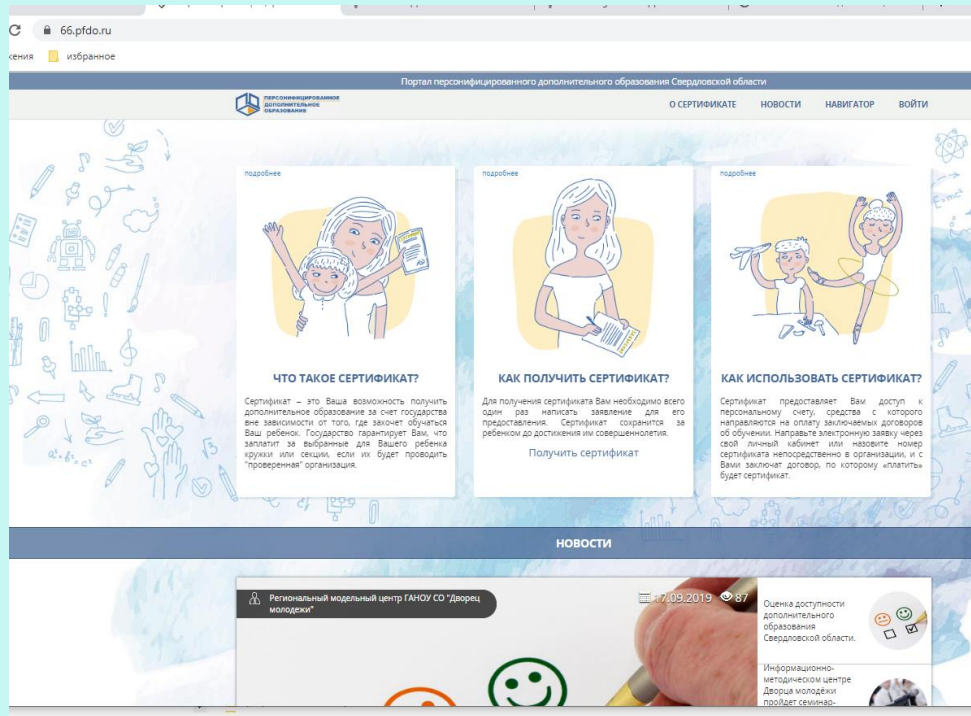 66.pfdo.ru
избранное
Портал персонифицированного дополнительного образования Свердловской области
ПЕРСОНИФИЦИРОВАННОЕ
ДОПОЛНИТЕЛЬНОЕ
ОБРАЗОВАНИЕ
О СЕРТИФИКАТЕ НОВОСТИ НАВИГАТОР ВОЙТИ
подробнее
ЧТО ТАКОЕ СЕРТИФИКАТ?
Сертификат – это Ваша возможность получить
дополнительное образование за счет государства
вне зависимости от того, где захочет обучаться
Ваш ребенок. Государство гарантирует Вам, что
заплатит за выбранные для Вашего ребенка
кружки или секции, если их будет проводить
"проверенная" организация.
подробнее
КАК ПОЛУЧИТЬ СЕРТИФИКАТ?
Для получения сертификата Вам необходимо всего
один раз написать заявление для его
предоставления. Сертификат сохранится за
ребенком до достижения им совершеннолетия.
Получить сертификат
подробнее
КАК ИСПОЛЬЗОВАТЬ СЕРТИФИКАТ?
Сертификат предоставляет Вам доступ к
персональному счету, средства с которого
направляются на оплату заключаемых договоров
об обучении. Направьте электронную заявку через
свой личный кабинет или назовите номер
сертификата непосредственно в организации, и с
Вами заключат договор, по которому «платить»
будет сертификат.
НОВОСТИ
Региональный модельный центр ГАНОУ СО "Дворец
молодежи"
17.09.2019 87
Оценка доступности
дополнительного
образования
Свердловской области.
Информационно-
методическом центре
Дворца молодёжи
пройдет семинар-